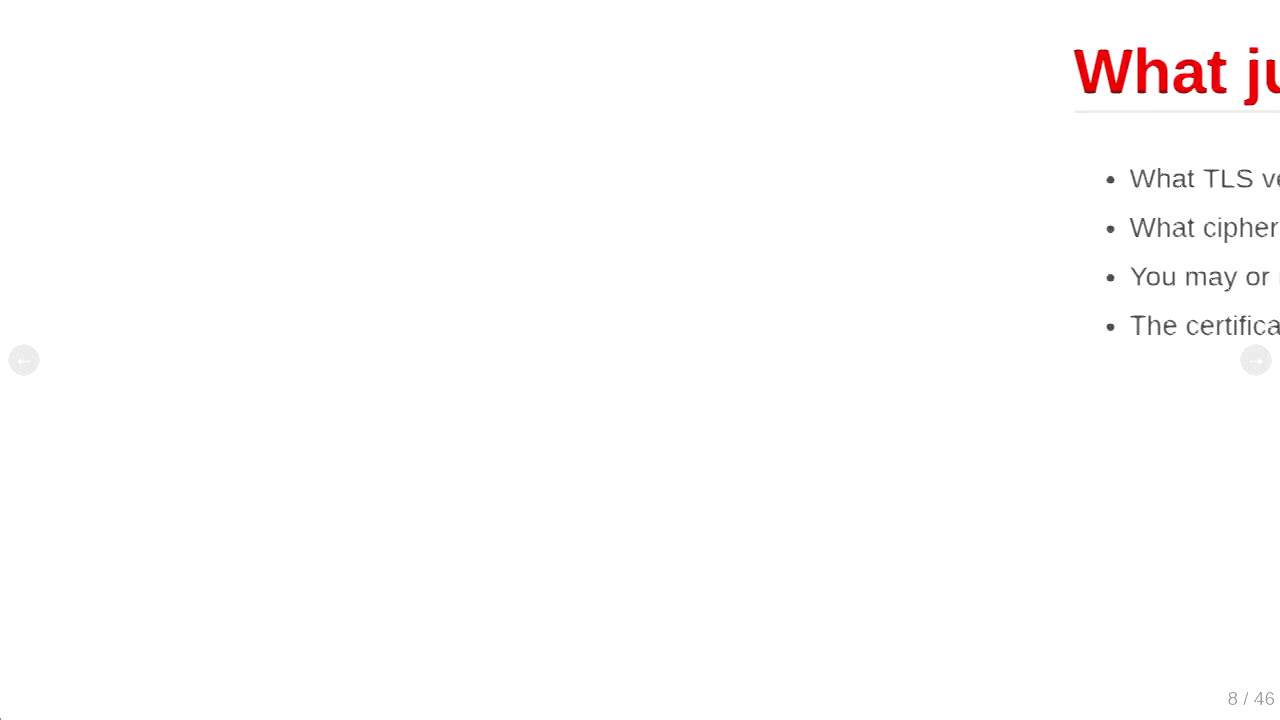 What ju
What TLS ve
What cipher
You may or
The certifica
←
→
8 / 46